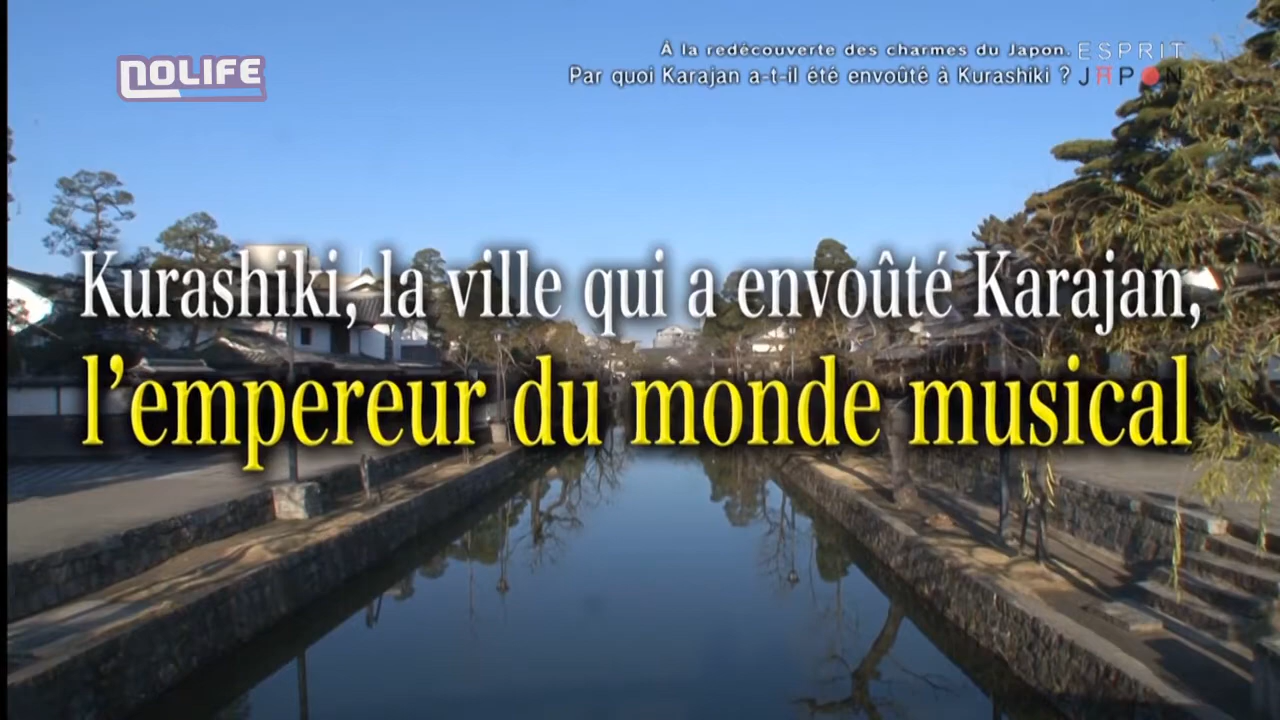 NOLIFE
À la redécouverte des charmes du Japon.
Par quoi Karajan a-t-il été envoûté à Kurashiki ?
ESPRIT
JAPON
Kurashiki, la ville qui a envoûté Karajan,
l'empereur du monde musical